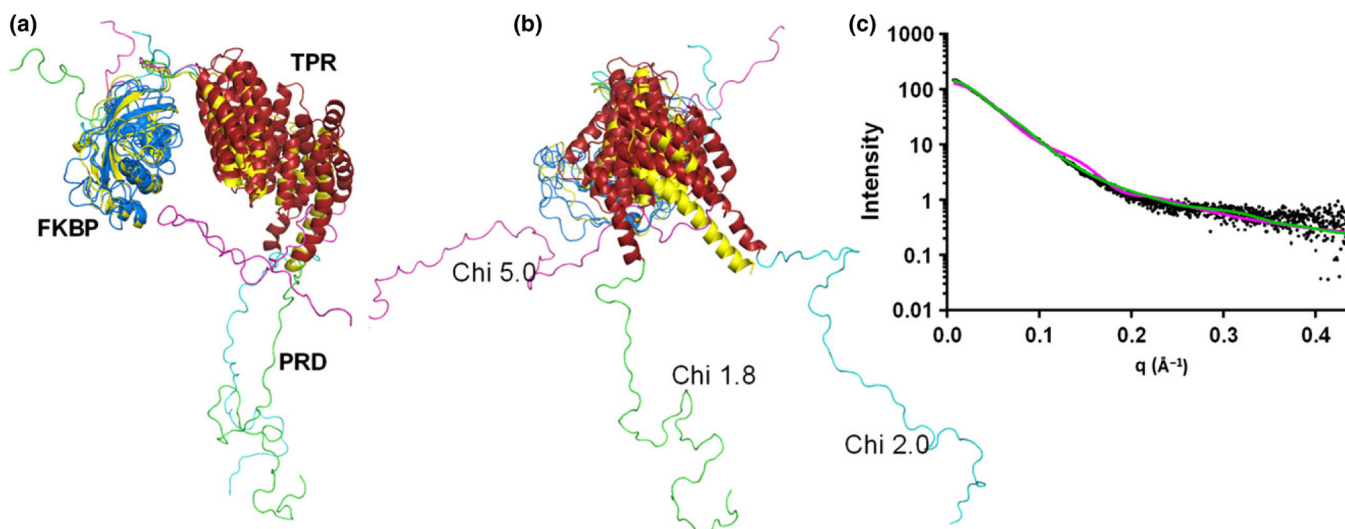 (a)
TPR
FKBP
PRD
(b)
Chi 5.0
Chi 1.8
Chi 2.0
(c)
1000
100
10
1
0.1
0.01
Intensity
0.0
0.1
0.2
0.3
0.4
q (Å⁻¹)